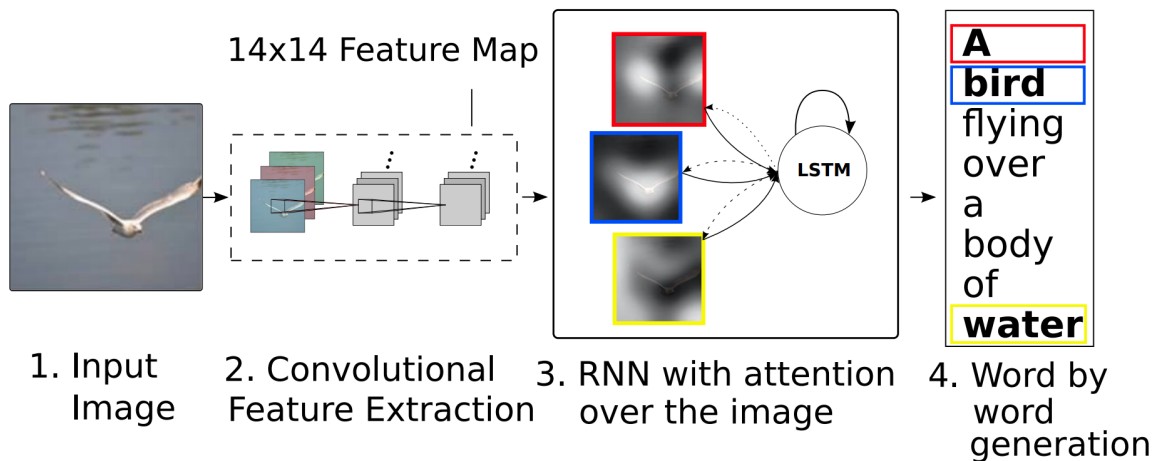 14x14 Feature Map
LSTM
A
bird
flying
over
a
body
of
water
1. Input
Image
2. Convolutional
Feature Extraction
3. RNN with attention
over the image
4. Word by
word
generation